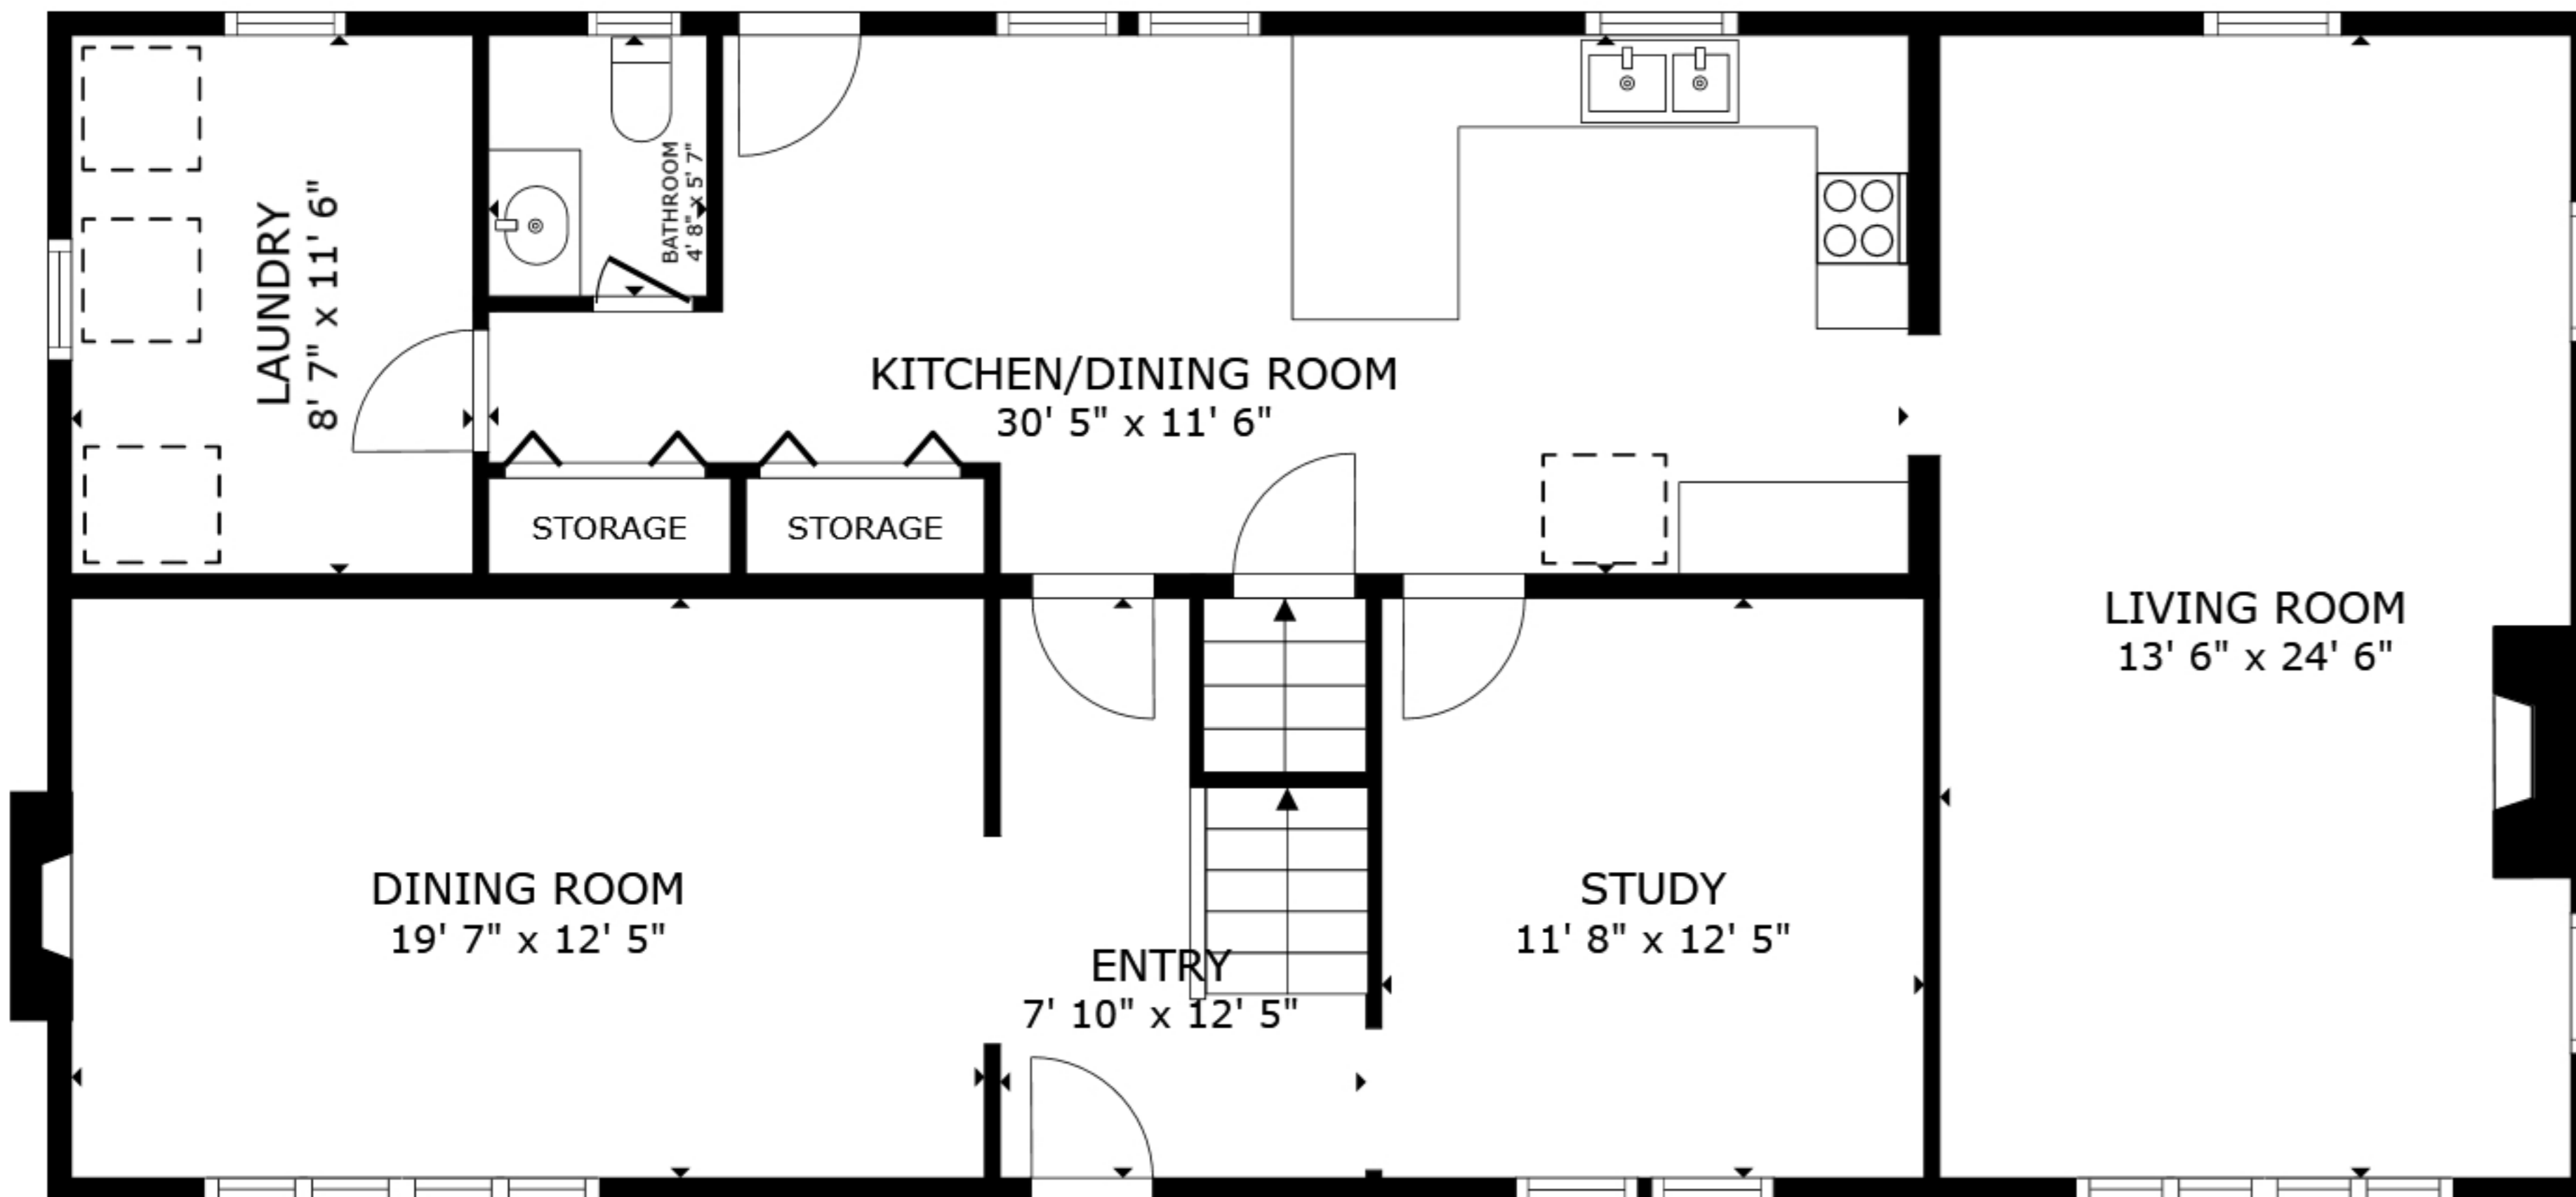 LAUNDRY
8' 7" x 11' 6"
BATHROOM
4' 8" x 5' 7"
KITCHEN/DINING ROOM
30' 5" x 11' 6"
STORAGE
STORAGE
LIVING ROOM
13' 6" x 24' 6"
DINING ROOM
19' 7" x 12' 5"
ENTRY
7' 10" x 12' 5"
STUDY
11' 8" x 12' 5"